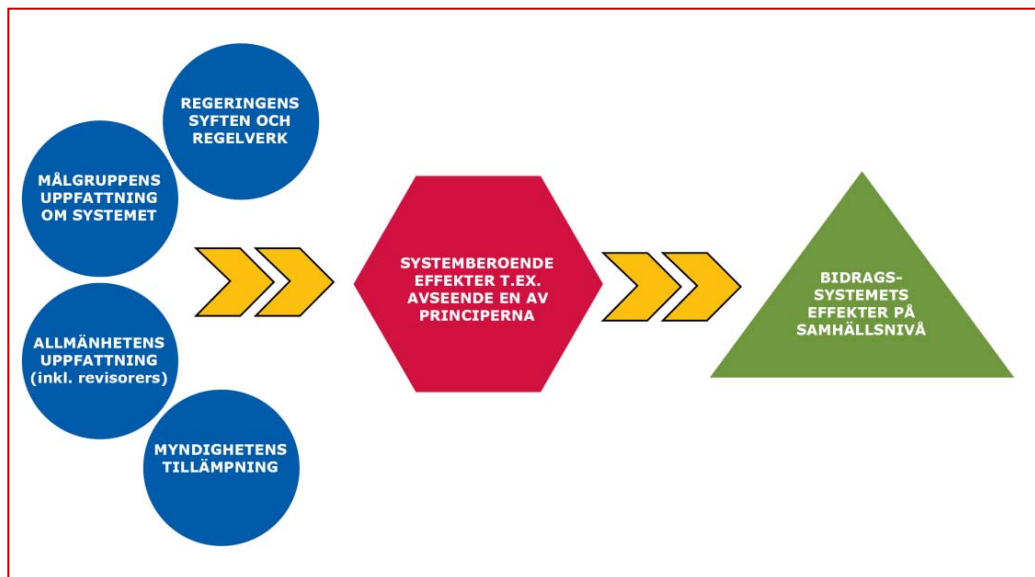 REGERINGENS
SYFTEN OCH
REGELVERK
MÅLGRUPPENS
UPPFATTNING
OM SYSTEMET
ALLMÄNHETENS
UPPFATTNING
(inkl. revisorers)
MYNDIGHETENS
TILLÄMPNING
SYSTEMBEROENDE
EFFEKTER T.EX.
AVSEENDE EN AV
PRINCIPERNA
BIDRAGS-
SYSTEMETS
EFFEKTER PÅ
SAMHÄLLSNIVÅ